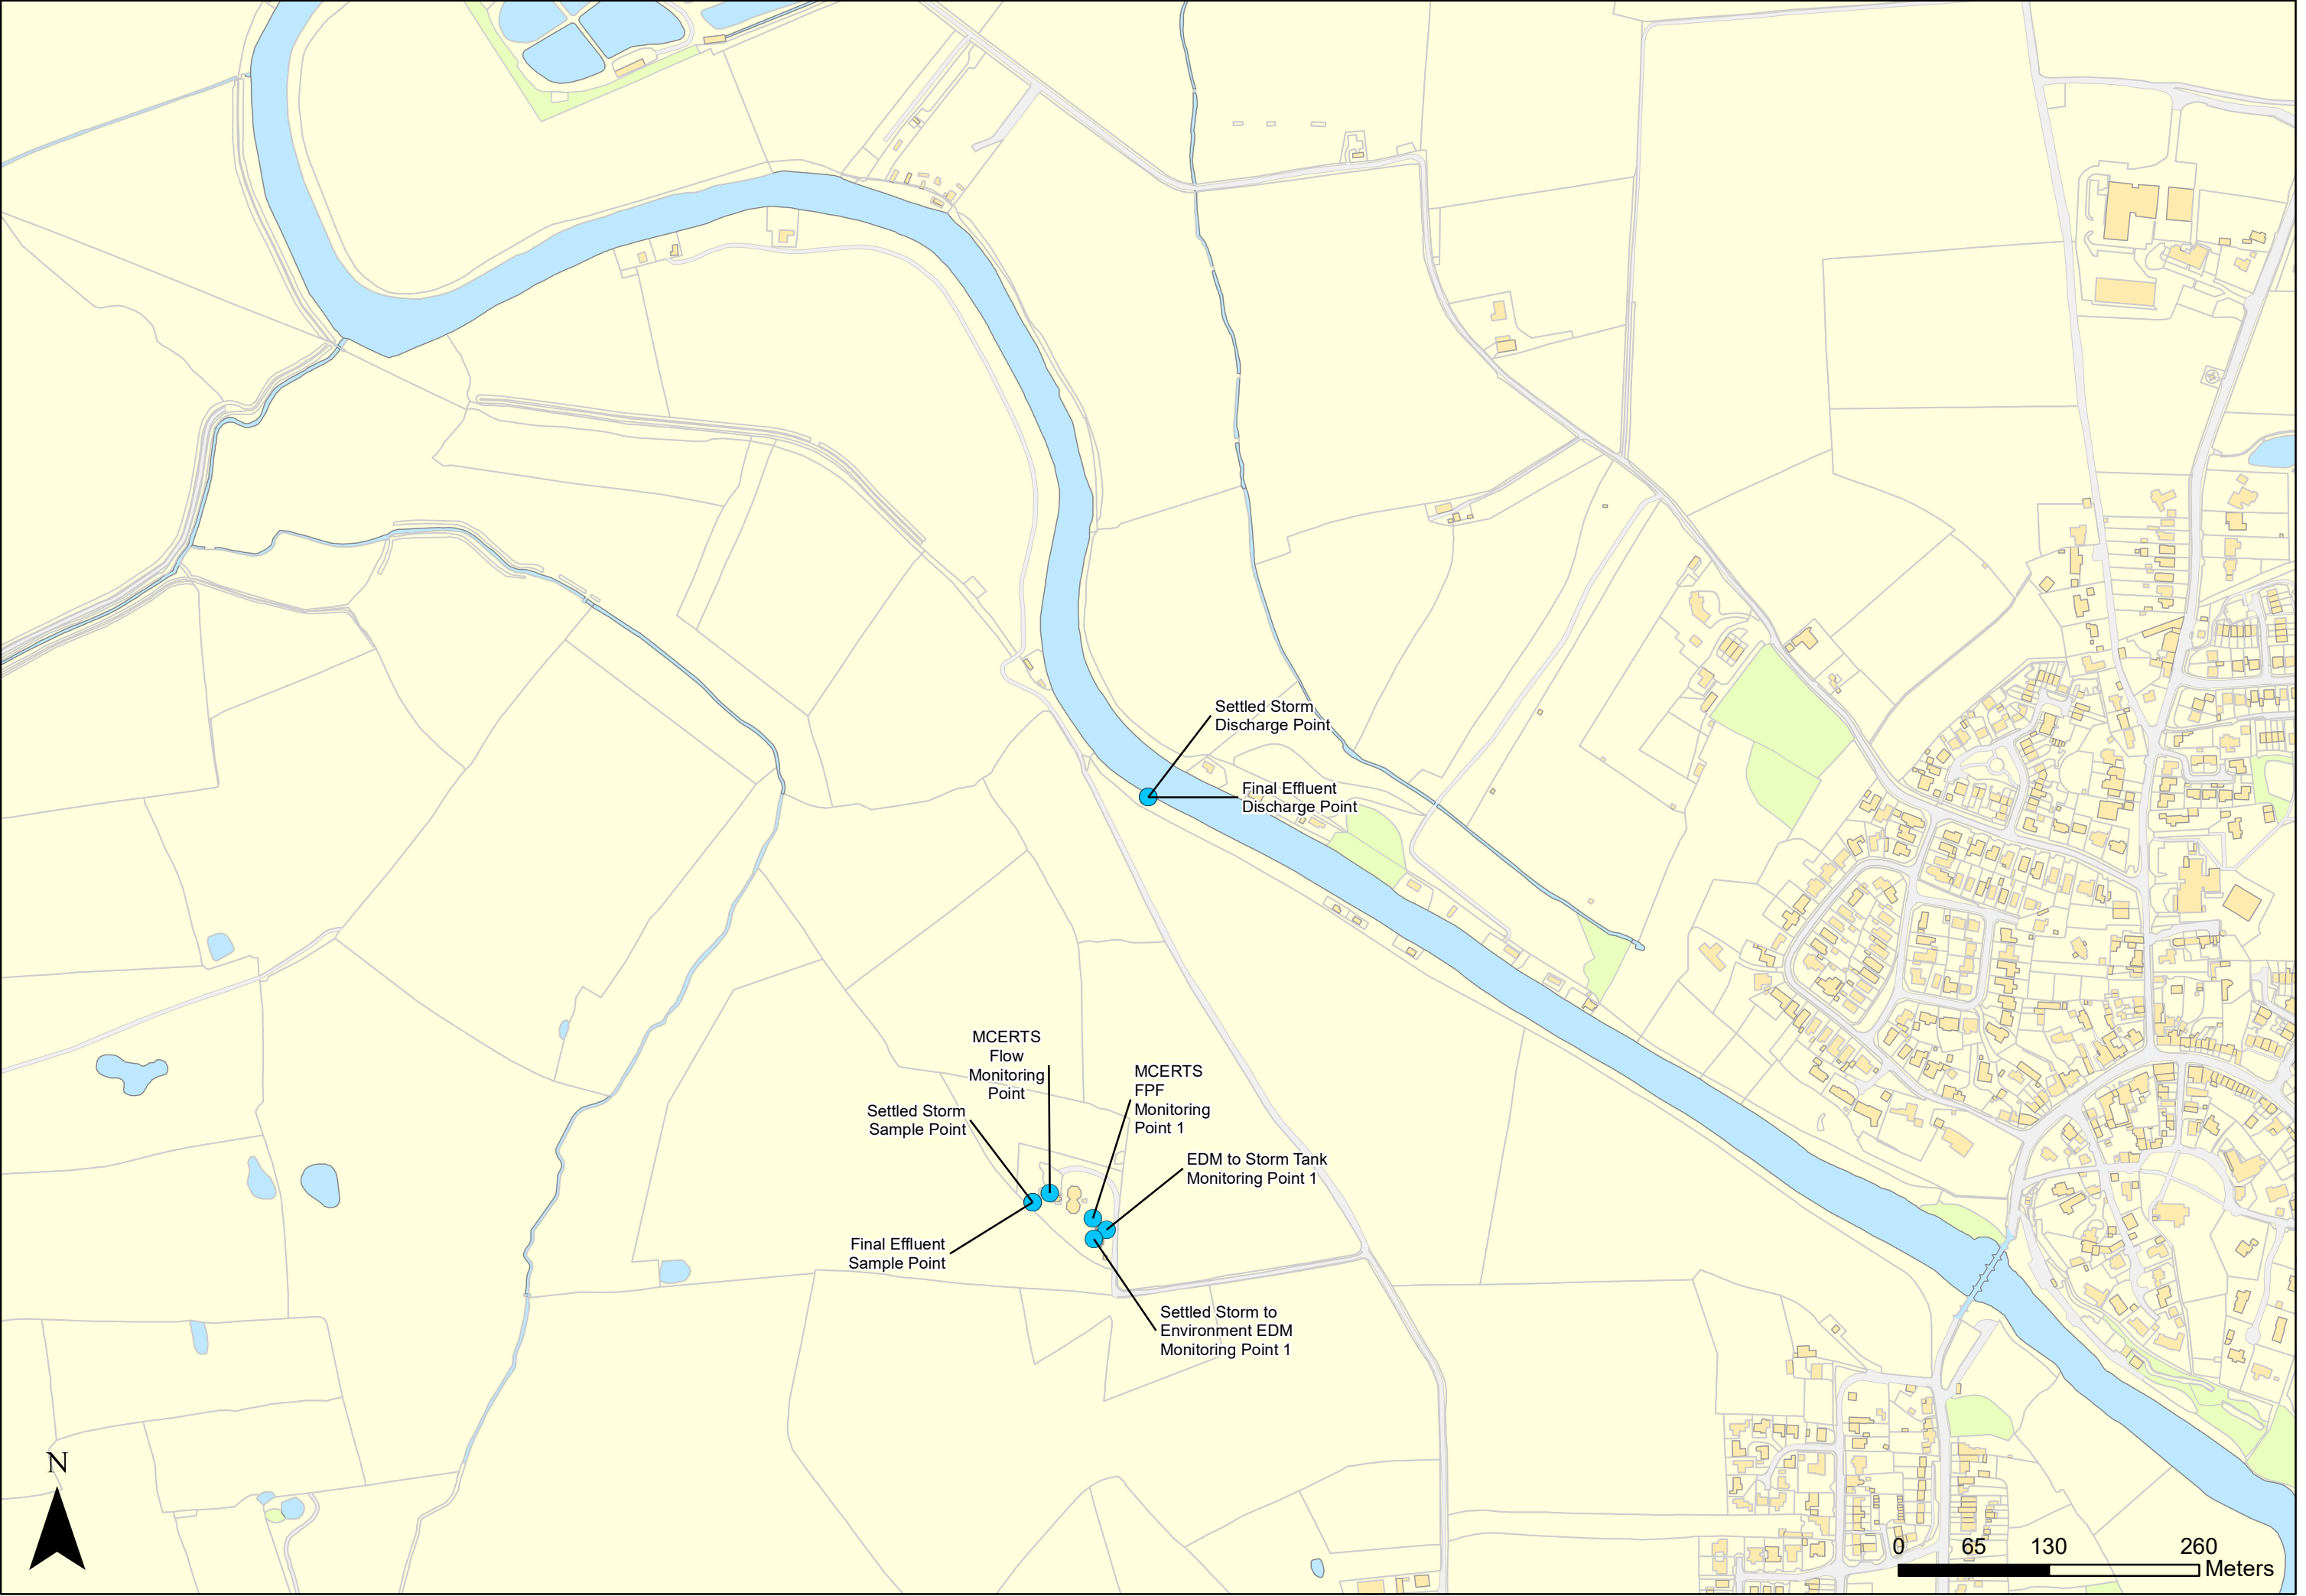 Settled Storm
Discharge Point
Final Effluent
Discharge Point
MCERTS
Flow
Monitoring
Point
MCERTS
FPF
Monitoring
Point 1
Settled Storm
Sample Point
EDM to Storm Tank
Monitoring Point 1
Final Effluent
Sample Point
Settled Storm to
Environment EDM
Monitoring Point 1
N
0 65 130 260
Meters